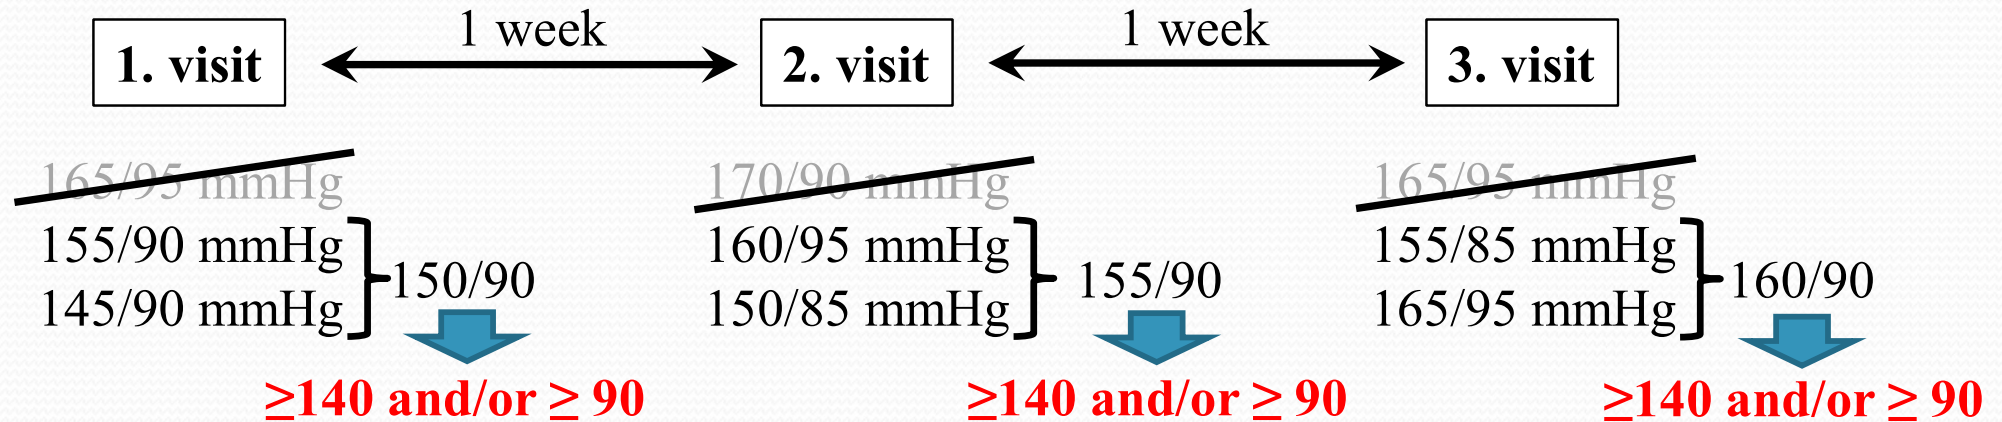 1. visit
1 week
2. visit
1 week
3. visit
165/95 mmHg
155/90 mmHg
145/90 mmHg
150/90
≥140 and/or ≥ 90
170/90 mmHg
160/95 mmHg
150/85 mmHg
155/90
≥140 and/or ≥ 90
165/95 mmHg
155/85 mmHg
165/95 mmHg
160/90
≥140 and/or ≥ 90